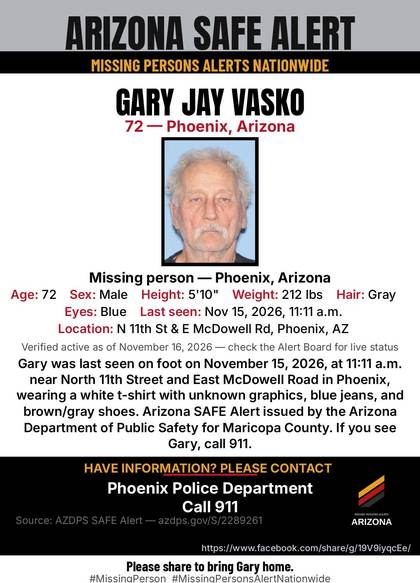 ARIZONA SAFE ALERT
MISSING PERSONS ALERTS NATIONWIDE
GARY JAY VASKO
72 — Phoenix, Arizona
Missing person — Phoenix, Arizona
Age: 72 Sex: Male Height: 5'10" Weight: 212 lbs Hair: Gray
Eyes: Blue Last seen: Nov 15, 2026, 11:11 a.m.
Location: N 11th St & E McDowell Rd, Phoenix, AZ
Verified active as of November 16, 2026 — check the Alert Board for live status
Gary was last seen on foot on November 15, 2026, at 11:11 a.m.
near North 11th Street and East McDowell Road in Phoenix,
wearing a white t-shirt with unknown graphics, blue jeans, and
brown/gray shoes. Arizona SAFE Alert issued by the Arizona
Department of Public Safety for Maricopa County. If you see
Gary, call 911.
HAVE INFORMATION? PLEASE CONTACT
Phoenix Police Department
Call 911
Source: AZDPS SAFE Alert — azdps.gov/S/2289261
ARIZONA
https://www.facebook.com/share/g/19V9iyqcEe/
Please share to bring Gary home.
#MissingPerson #MissingPersonsAlertNationwide